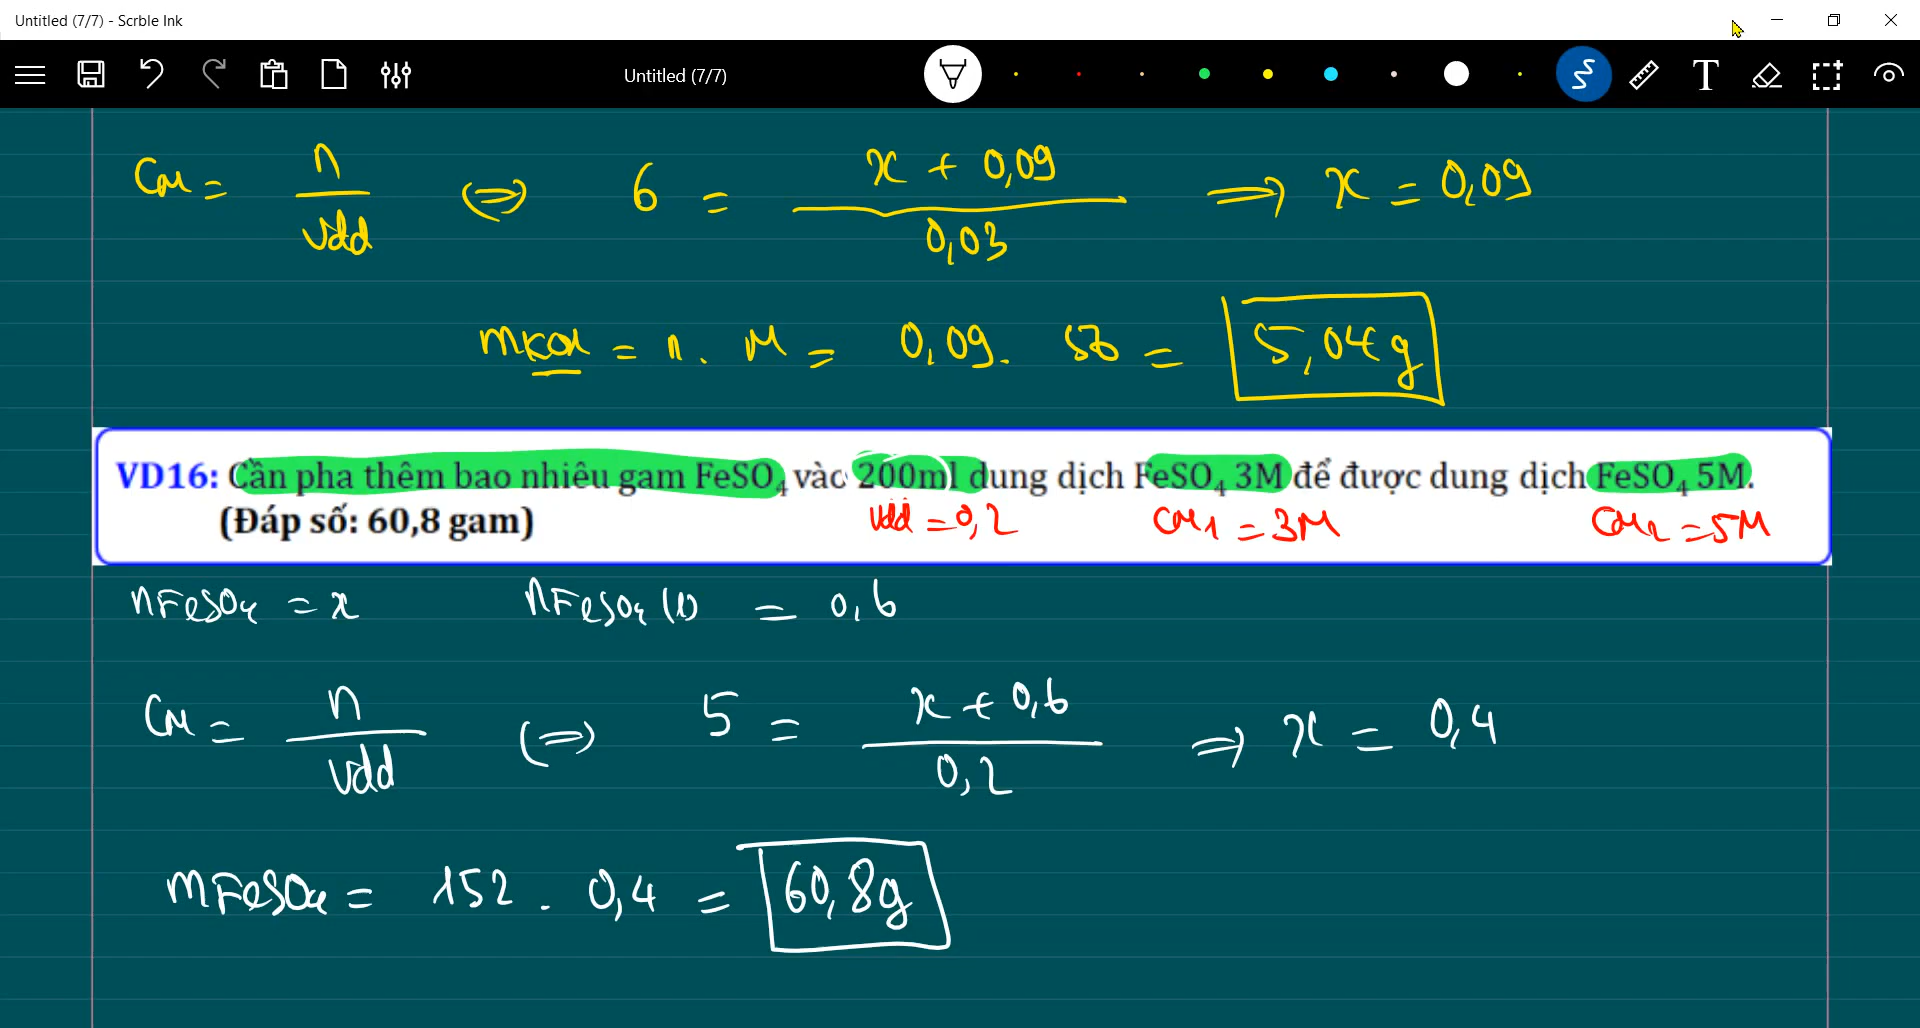 Untitled (7/7) - Scrble Ink
Untitled (7/7)
T
CM = n / Vdd ⇔ 6 = x + 0,09 / 0,03 ⟹ x = 0,09
mKOH = n . M = 0,09 . 56 = 5,04 g
VD16: Cần pha thêm bao nhiêu gam FeSO₄ vào 200ml dung dịch FeSO₄ 3M để được dung dịch FeSO₄ 5M.
(Đáp số: 60,8 gam)
Vdd = 0,2 CM1 = 3M CM2 = 5M
nFeSO4 = x nFeSO4 (1) = 0,6
CM = n / Vdd ⇔ 5 = x + 0,6 / 0,2 ⟹ x = 0,4
mFeSO4 = 152 . 0,4 = 60,8g